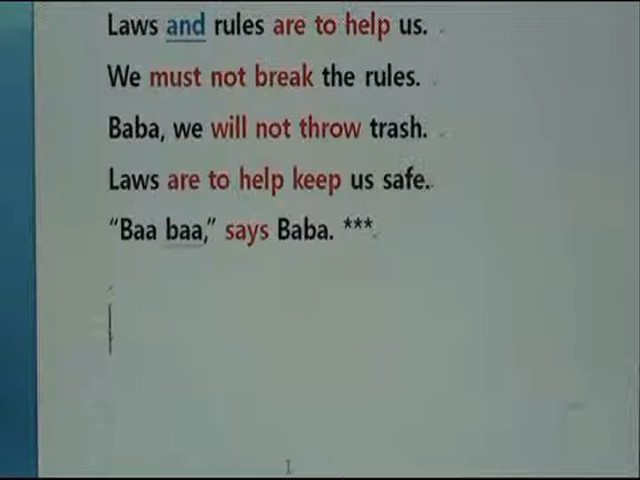 Laws and rules are to help us.
We must not break the rules.
Baba, we will not throw trash.
Laws are to help keep us safe.
“Baa baa,” says Baba. ***
1